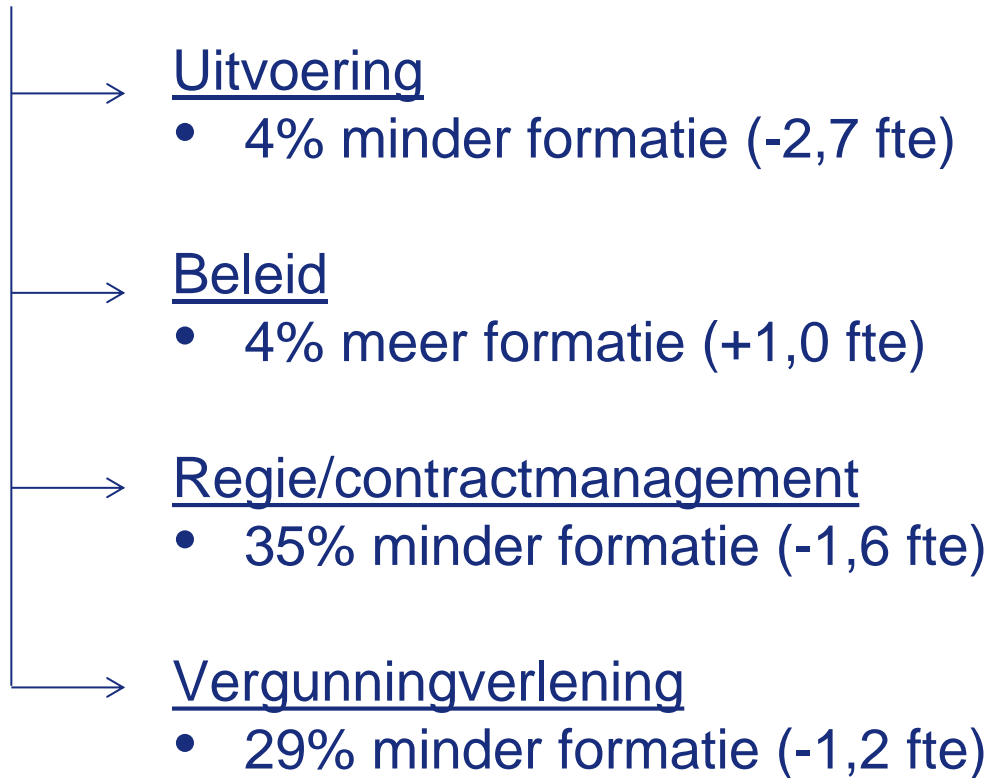 Uitvoering
• 4% minder formatie (-2,7 fte)
Beleid
• 4% meer formatie (+1,0 fte)
Regie/contractmanagement
• 35% minder formatie (-1,6 fte)
Vergunningverlening
• 29% minder formatie (-1,2 fte)